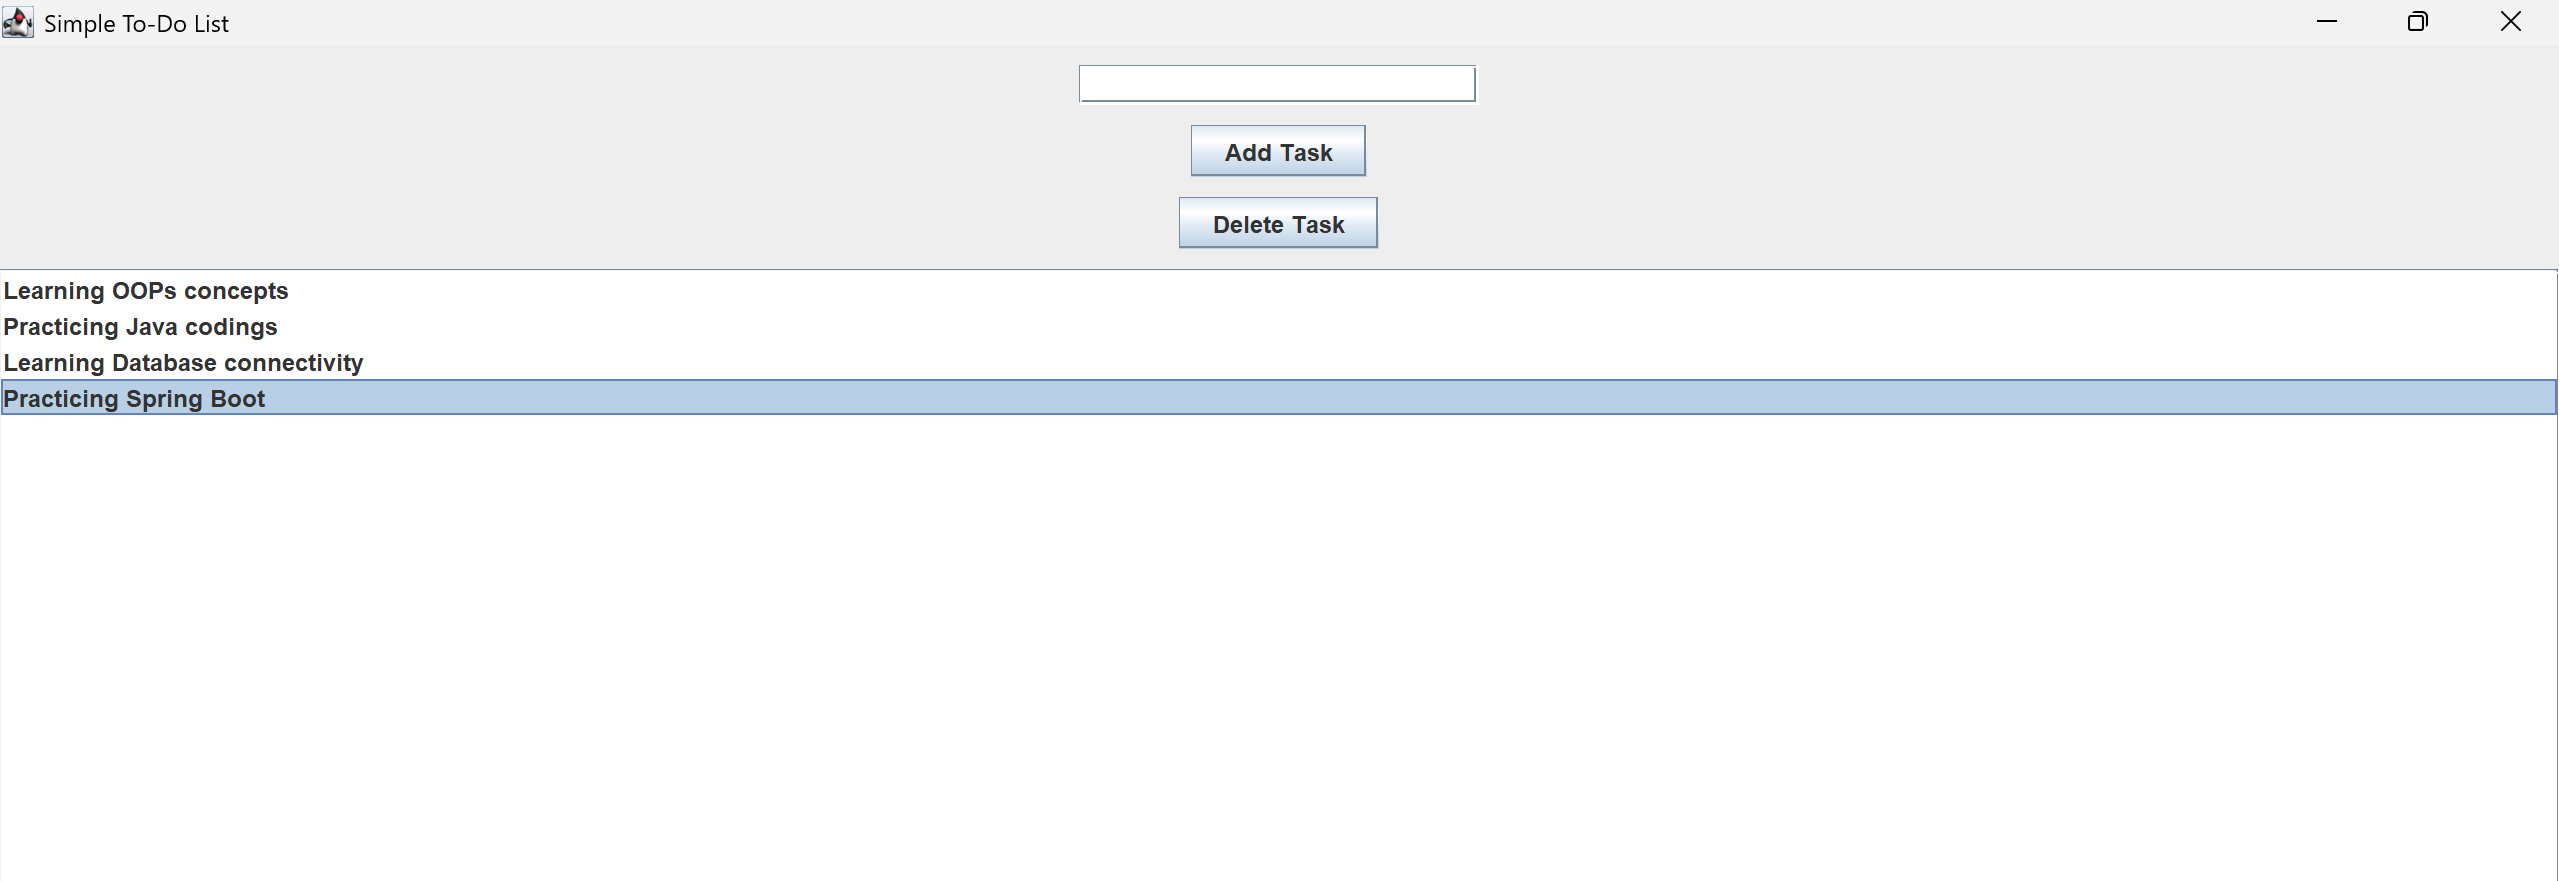 Simple To-Do List
Add Task
Delete Task
Learning OOPs concepts
Practicing Java codings
Learning Database connectivity
Practicing Spring Boot